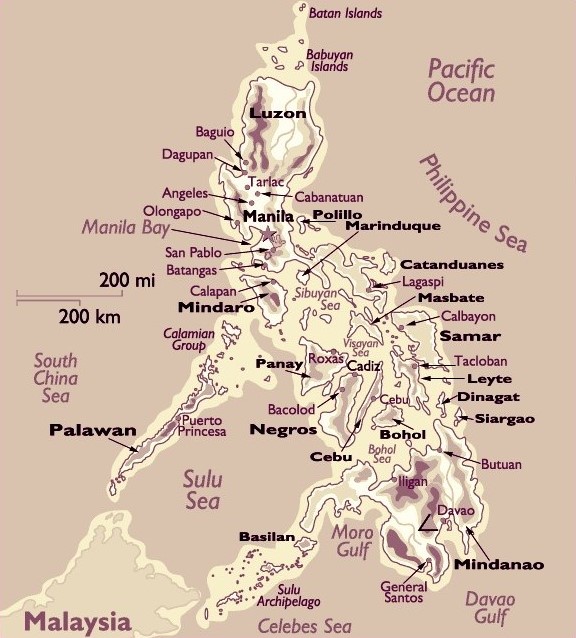 Batan Islands
Babuyan
Islands
Pacific
Ocean
Luzon
Baguio
Dagupan
Philippine Sea
Tarlac
Angeles
Cabanatuan
Olongapo
Manila
Polillo
Manila Bay
Marinduque
San Pablo
Batangas
Catanduanes
200 mi
Lagaspi
Calapan
Sibuyan
Sea
Masbate
Mindaro
200 km
Calbayon
Calamian
Group
Samar
Visayan
Sea
South
China
Sea
Panay
Roxas
Cadiz
Tacloban
Leyte
Dinagat
Bacolod
Cebu
Siargao
Puerto
Princesa
Palawan
Negros
Bohol
Cebu
Bohol
Sea
Butuan
Sulu
Sea
Iligan
Davao
Basilan
Moro
Gulf
Mindanao
General
Santos
Sulu
Archipelago
Davao
Gulf
Malaysia
Celebes Sea